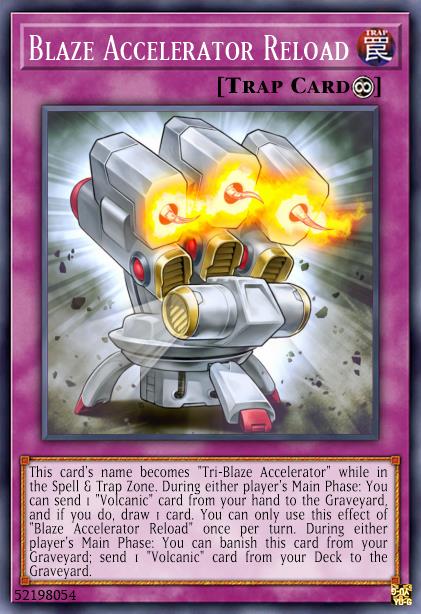 Blaze Accelerator Reload
TRAP
罠
[Trap Card]
This card's name becomes "Tri-Blaze Accelerator" while in
the Spell & Trap Zone. During either player's Main Phase: You
can send 1 "Volcanic" card from your hand to the Graveyard,
and if you do, draw 1 card. You can only use this effect of
"Blaze Accelerator Reload" once per turn. During either
player's Main Phase: You can banish this card from your
Graveyard; send 1 "Volcanic" card from your Deck to the
Graveyard.
52198054